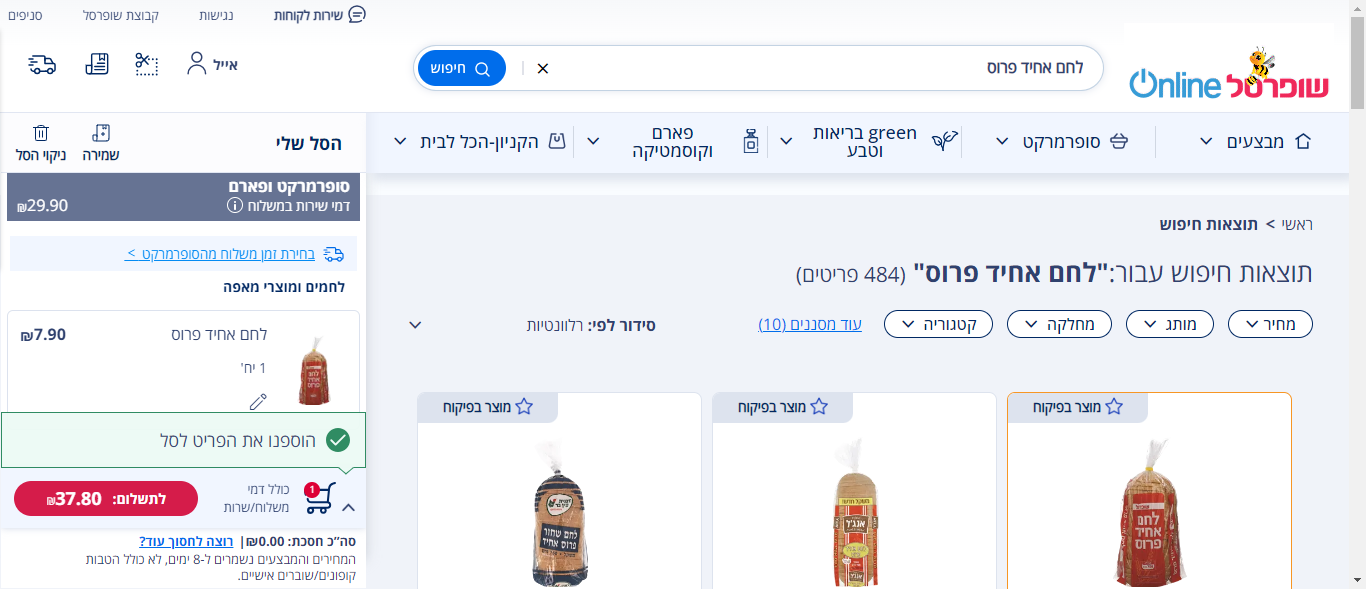 שירות לקוחות
נגישות
קבוצת שופרסל
סניפים
שופרסל Online
לחם אחיד פרוס
חיפוש
אייל
מבצעים
סופרמרקט
green בריאות
וטבע
פארם
וקוסמטיקה
הקניון-הכל לבית
הסל שלי
שמירה
ניקוי הסל
סופרמרקט ופארם
דמי שירות במשלוח
₪29.90
בחירת זמן משלוח מהסופרמרקט >
לחמים ומוצרי מאפה
לחם אחיד פרוס
₪7.90
1 יח'
לחם
אחיד
פרוס
הוספנו את הפריט לסל
1
כולל דמי
משלוח/שרות
לתשלום: 37.80₪
סה״כ חסכת: ₪0.00 | רוצה לחסוך עוד?
המחירים והמבצעים נשמרים ל-8 ימים, לא כולל הטבות
קופונים/שוברים אישיים.
ראשי > תוצאות חיפוש
תוצאות חיפוש עבור:"לחם אחיד פרוס" (484 פריטים)
מחיר
מותג
מחלקה
קטגוריה
עוד מסננים (10)
סידור לפי: רלוונטיות
מוצר בפיקוח
לחם
אחיד
פרוס
מוצר בפיקוח
אנג'ל
אנג'ל
מוצר בפיקוח
לחם שחור
פרוס אחיד